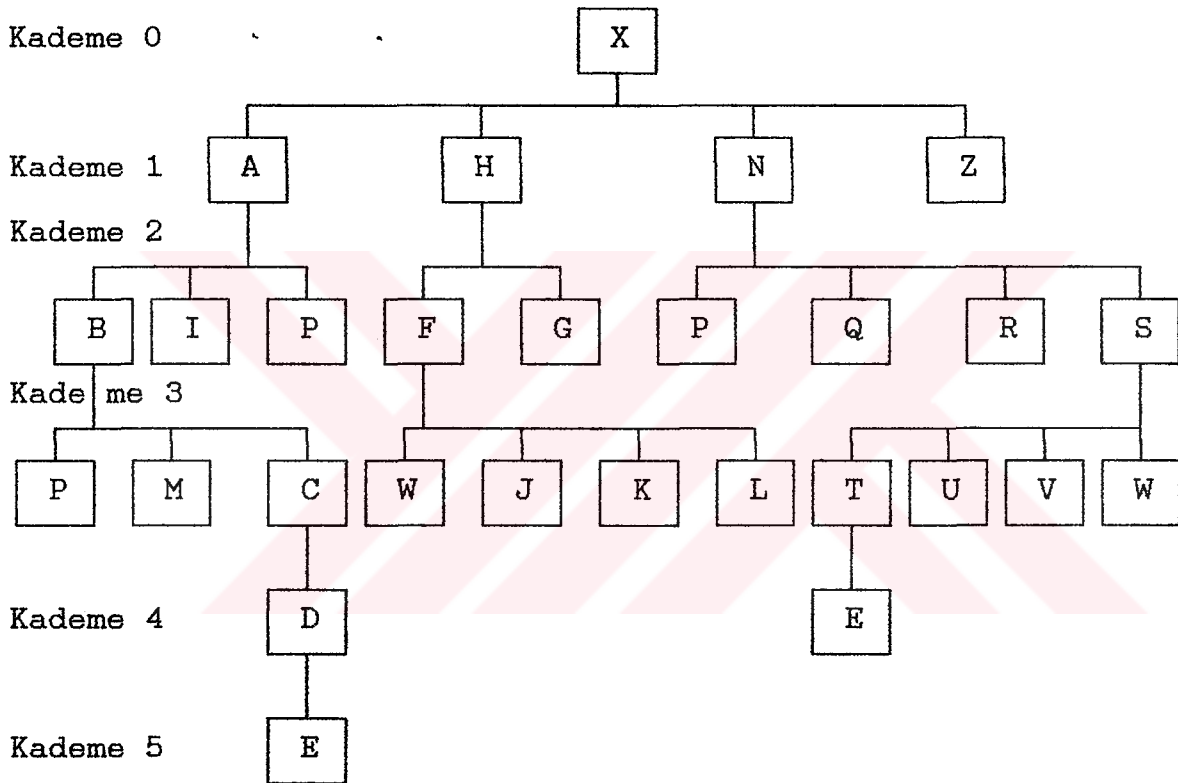 Kademe 0 X
Kademe 1 A H N Z
Kademe 2
B I P F G P Q R S
Kade me 3
P M C W J K L T U V W
Kademe 4 D E
Kademe 5 E